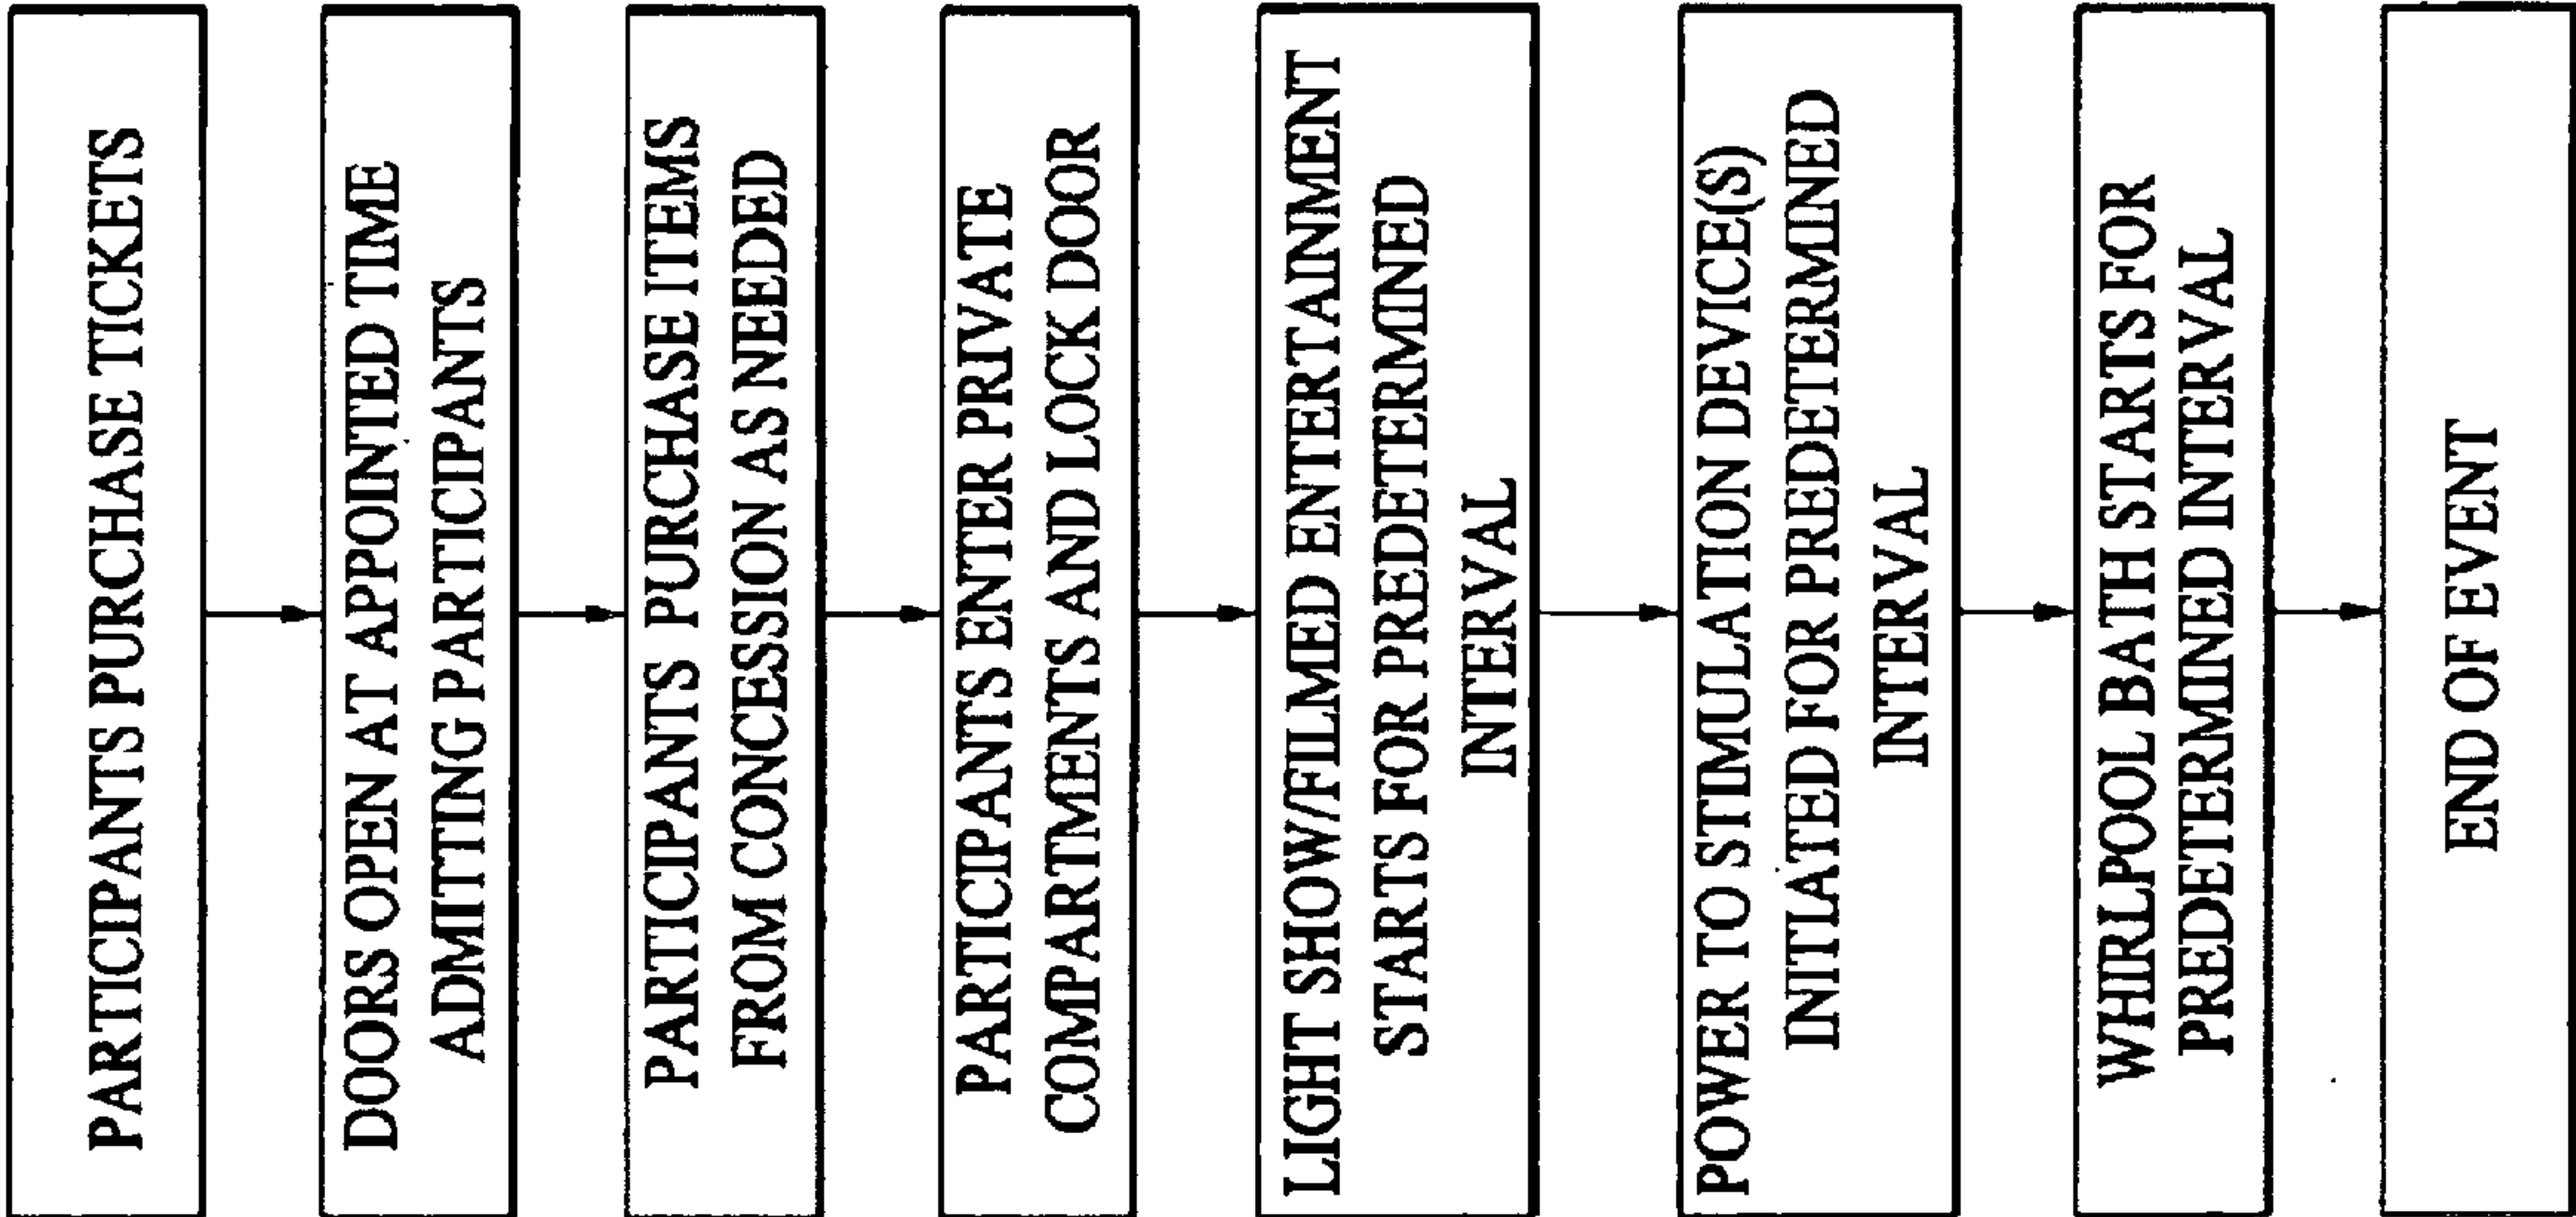 PARTICIPANTS PURCHASE TICKETS
DOORS OPEN AT APPOINTED TIME
ADMITTING PARTICIPANTS
PARTICIPANTS PURCHASE ITEMS
FROM CONCESSION AS NEEDED
PARTICIPANTS ENTER PRIVATE
COMPARTMENTS AND LOCK DOOR
LIGHT SHOW/FILMED ENTERTAINMENT
STARTS FOR PREDETERMINED
INTERVAL
POWER TO STIMULATION DEVICE(S)
INITIATED FOR PREDETERMINED
INTERVAL
WHIRLPOOL BATH STARTS FOR
PREDETERMINED INTERVAL
END OF EVENT